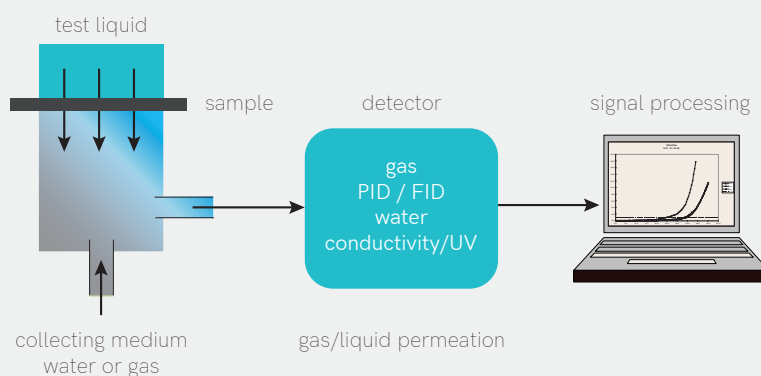 test liquid
sample
detector
signal processing
gas
PID / FID
water
conductivity/UV
collecting medium
water or gas
gas/liquid permeation